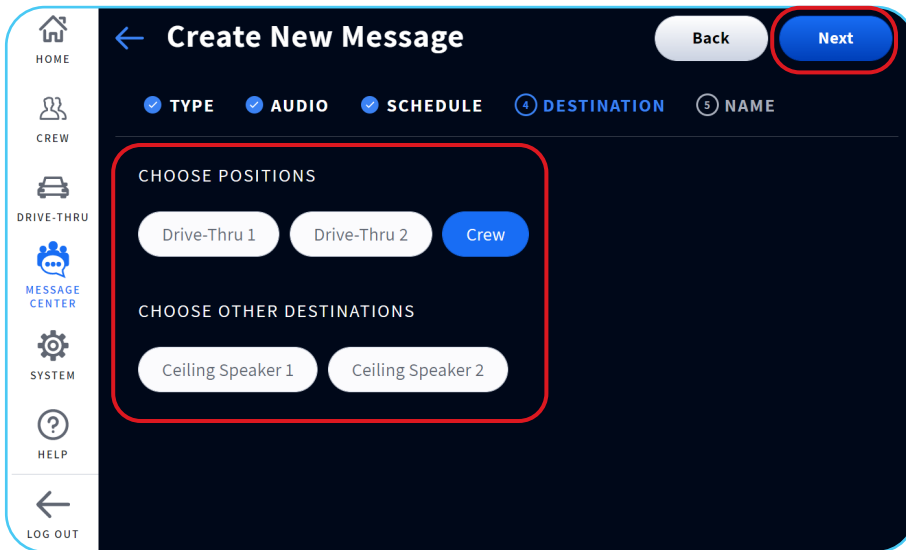 HOME
CREW
DRIVE-THRU
MESSAGE
CENTER
SYSTEM
HELP
LOG OUT
Create New Message
Back
Next
TYPE
AUDIO
SCHEDULE
4 DESTINATION
5 NAME
CHOOSE POSITIONS
Drive-Thru 1
Drive-Thru 2
Crew
CHOOSE OTHER DESTINATIONS
Ceiling Speaker 1
Ceiling Speaker 2